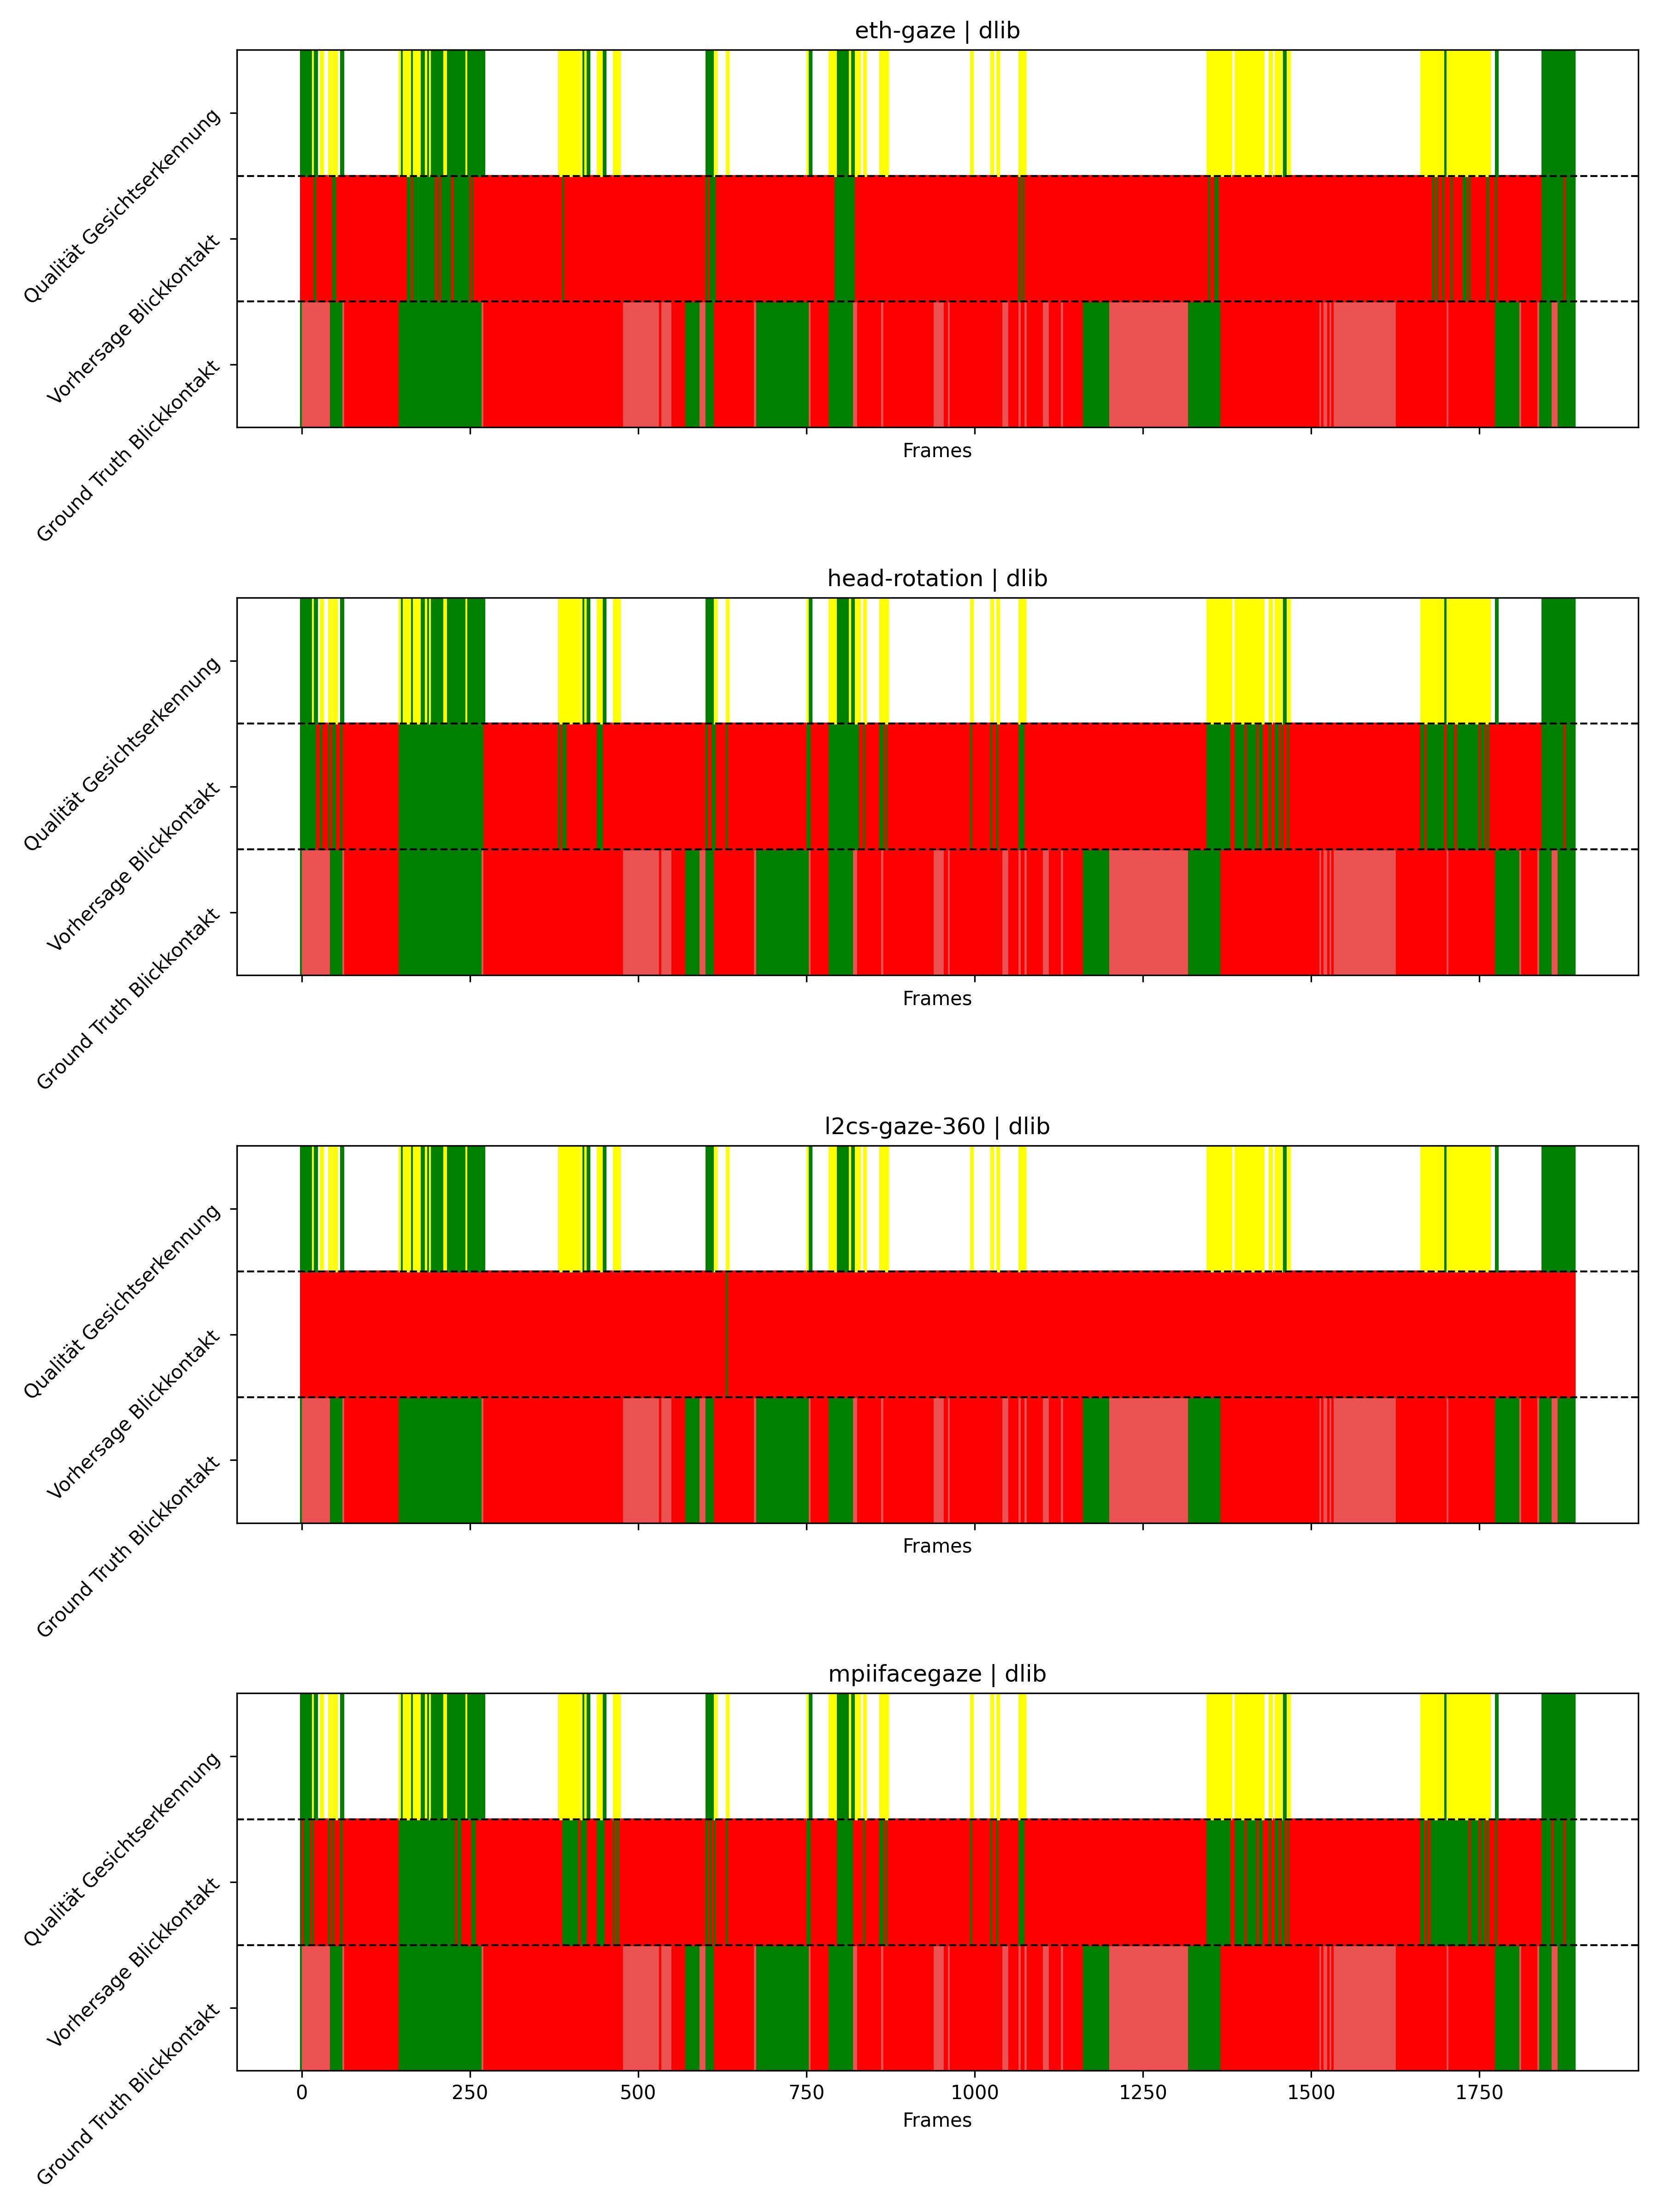 eth-gaze | dlib
Qualität Gesichtserkennung
Vorhersage Blickkontakt
Ground Truth Blickkontakt
Frames
head-rotation | dlib
Qualität Gesichtserkennung
Vorhersage Blickkontakt
Ground Truth Blickkontakt
Frames
l2cs-gaze-360 | dlib
Qualität Gesichtserkennung
Vorhersage Blickkontakt
Ground Truth Blickkontakt
Frames
mpiifacegaze | dlib
Qualität Gesichtserkennung
Vorhersage Blickkontakt
Ground Truth Blickkontakt
0 250 500 750 1000 1250 1500 1750
Frames